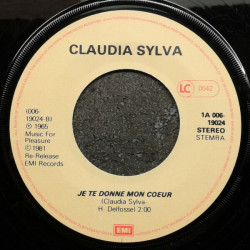 CLAUDIA SYLVA
(006-
19024-B)
℗ 1965
Music For
Pleasure
©1981
Re-Release
EMI Records
LC 0542
1A 006-
19024
STEREO
STEMRA
JE TE DONNE MON COEUR
(Claudia Sylva
H. Delfosse) 2:00
EMI